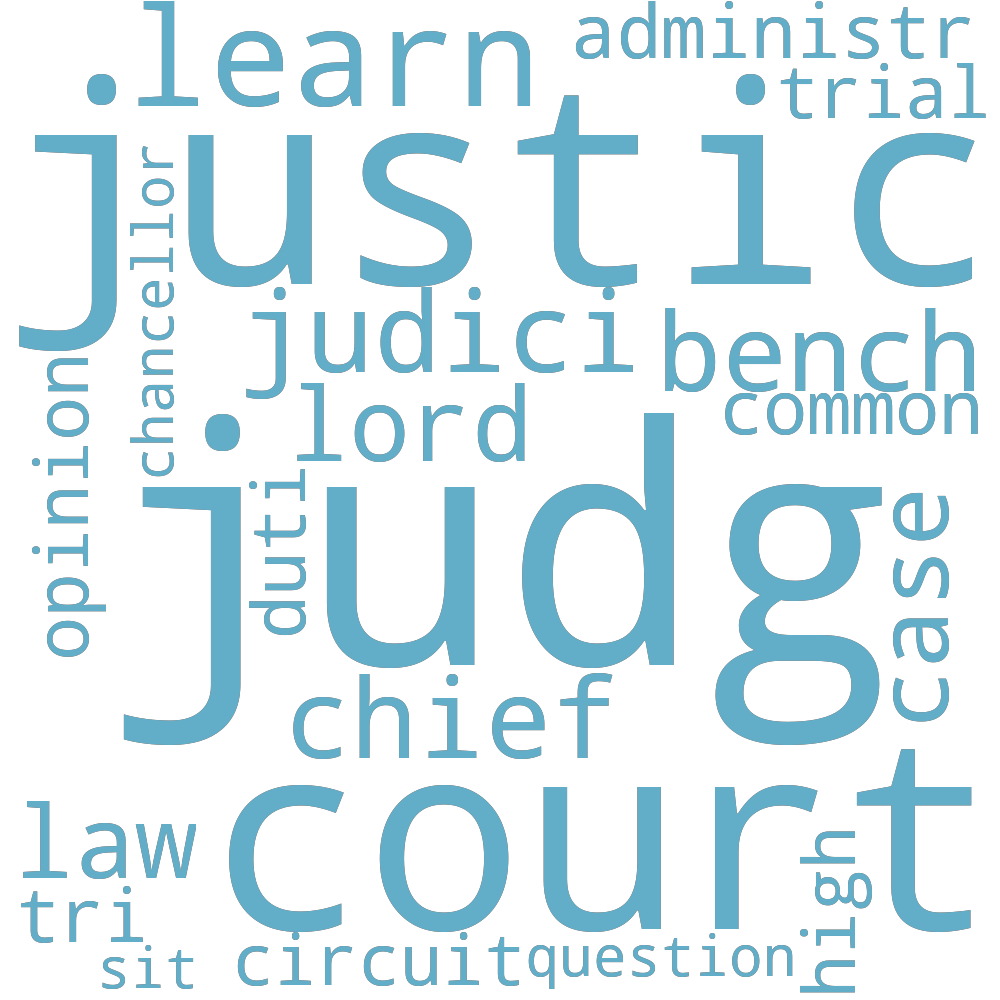 learn
administr
trial
justic
chancellor
judici
bench
common
lord
opinion
duti
judg
case
chief
court
law
tri
high
sit
circuit
question